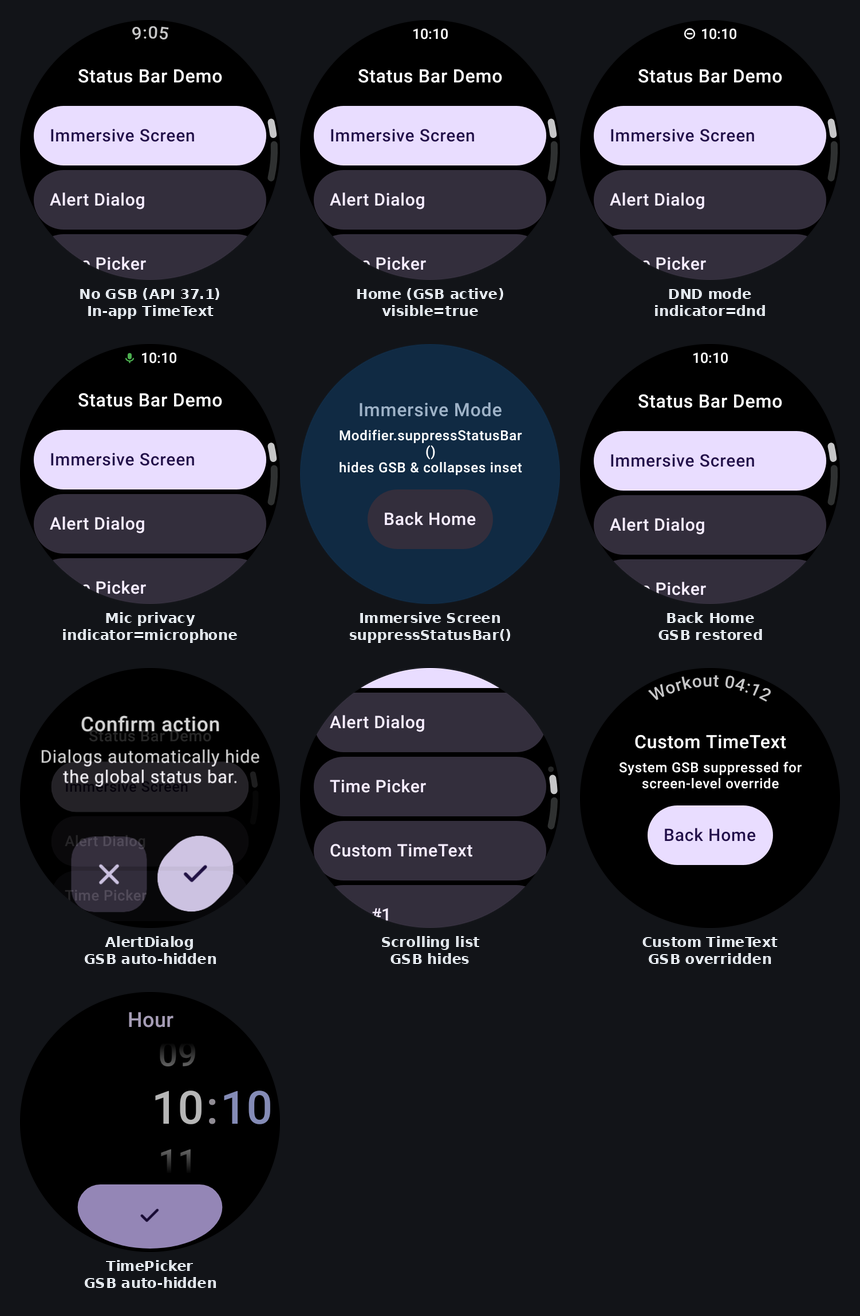 9:05
Status Bar Demo
Immersive Screen
Alert Dialog
Picker
No GSB (API 37.1)
In-app TimeText
10:10
Status Bar Demo
Immersive Screen
Alert Dialog
Picker
Home (GSB active)
visible=true
10:10
Status Bar Demo
Immersive Screen
Alert Dialog
Picker
DND mode
indicator=dnd
10:10
Status Bar Demo
Immersive Screen
Alert Dialog
Picker
Mic privacy
indicator=microphone
Immersive Mode
Modifier.suppressStatusBar
()
hides GSB & collapses inset
Back Home
Immersive Screen
suppressStatusBar()
10:10
Status Bar Demo
Immersive Screen
Alert Dialog
Picker
Back Home
GSB restored
Confirm action
Status Bar Demo
Dialogs automatically hide
the global status bar.
Immersive Screen
Alert Dialog
Time Picker
AlertDialog
GSB auto-hidden
Alert Dialog
Time Picker
Custom TimeText
#1
Scrolling list
GSB hides
Workout 04:12
Custom TimeText
System GSB suppressed for
screen-level override
Back Home
Custom TimeText
GSB overridden
Hour
09
10:10
11
TimePicker
GSB auto-hidden